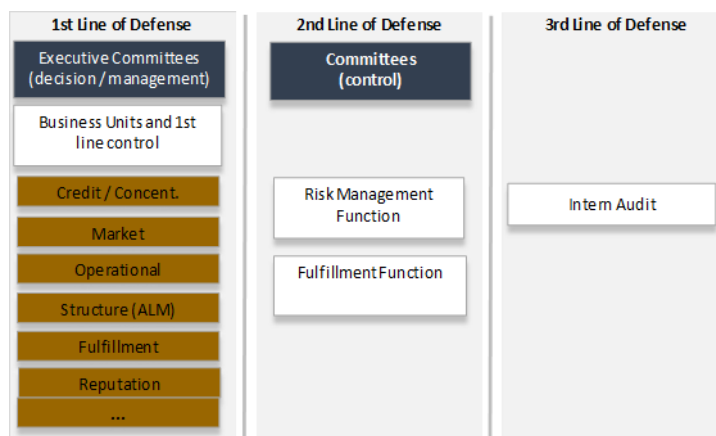 1st Line of Defense
Executive Committees
(decision / management)
Business Units and 1st
line control
Credit / Concent.
Market
Operational
Structure (ALM)
Fulfillment
Reputation
...
2nd Line of Defense
Committees
(control)
Risk Management
Function
Fulfillment Function
3rd Line of Defense
Intern Audit